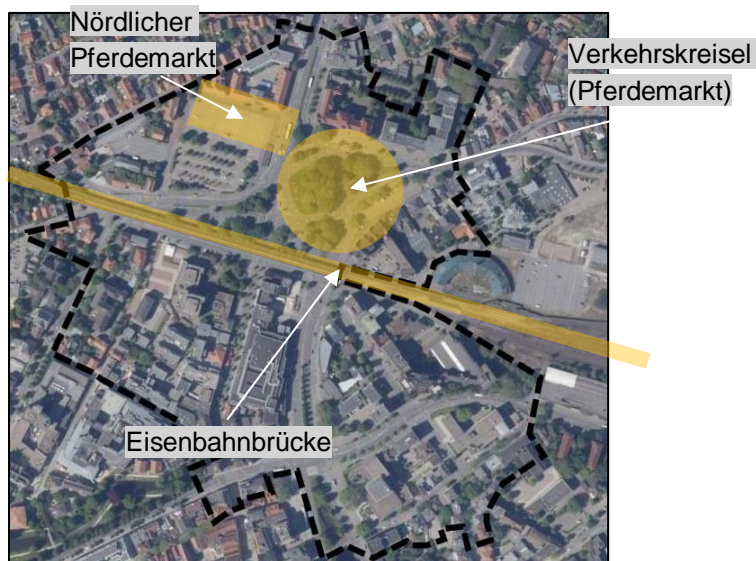 Nördlicher
Pferdemarkt
Verkehrskreisel
(Pferdemarkt)
Eisenbahnbrücke